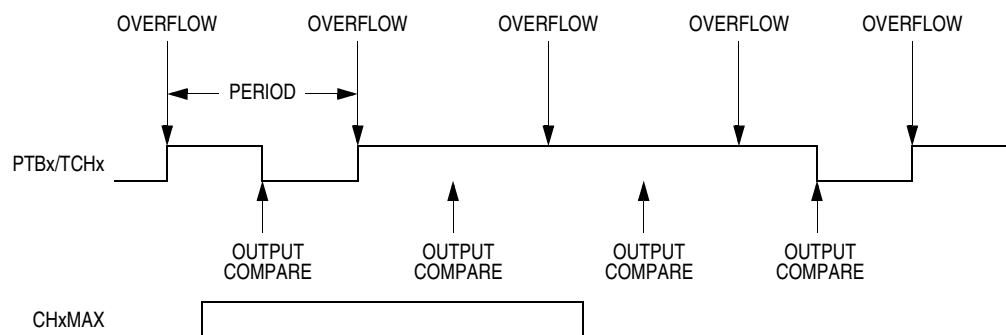 OVERFLOW OVERFLOW OVERFLOW OVERFLOW OVERFLOW
PERIOD
PTBx/TCHx
OUTPUT COMPARE
OUTPUT COMPARE
OUTPUT COMPARE
OUTPUT COMPARE
CHxMAX